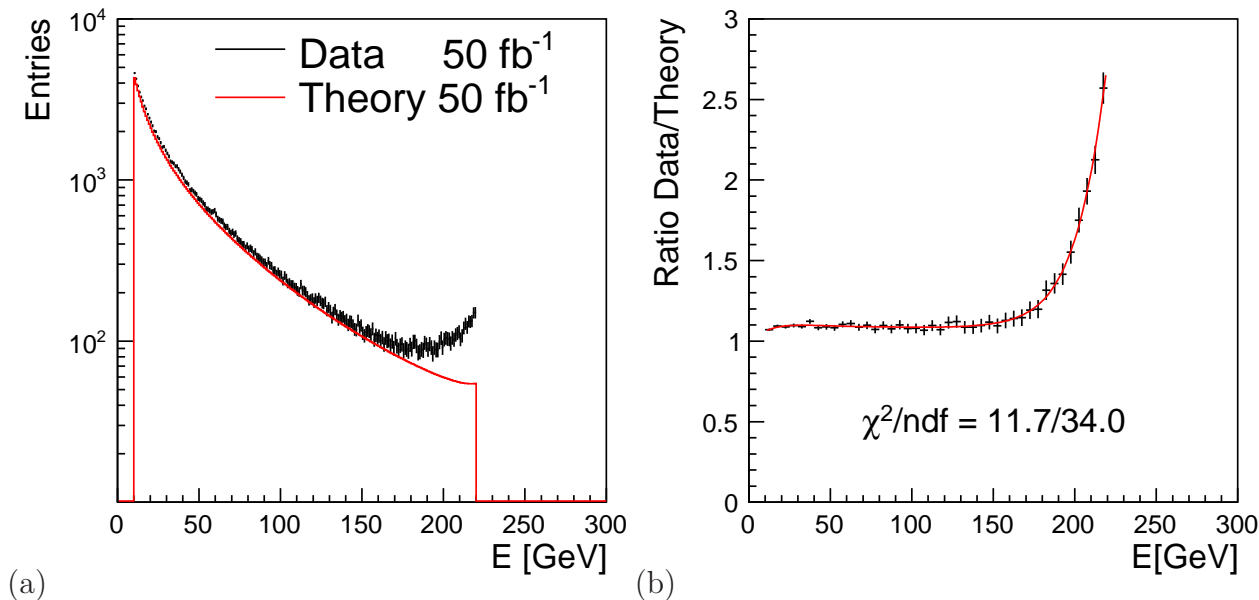 Entries
10⁴
10³
10²
Data 50 fb⁻¹
Theory 50 fb⁻¹
0 50 100 150 200 250 300
E [GeV]
(a)
Ratio Data/Theory
3
2.5
2
1.5
1
0.5
0
χ²/ndf = 11.7/34.0
0 50 100 150 200 250 300
E[GeV]
(b)